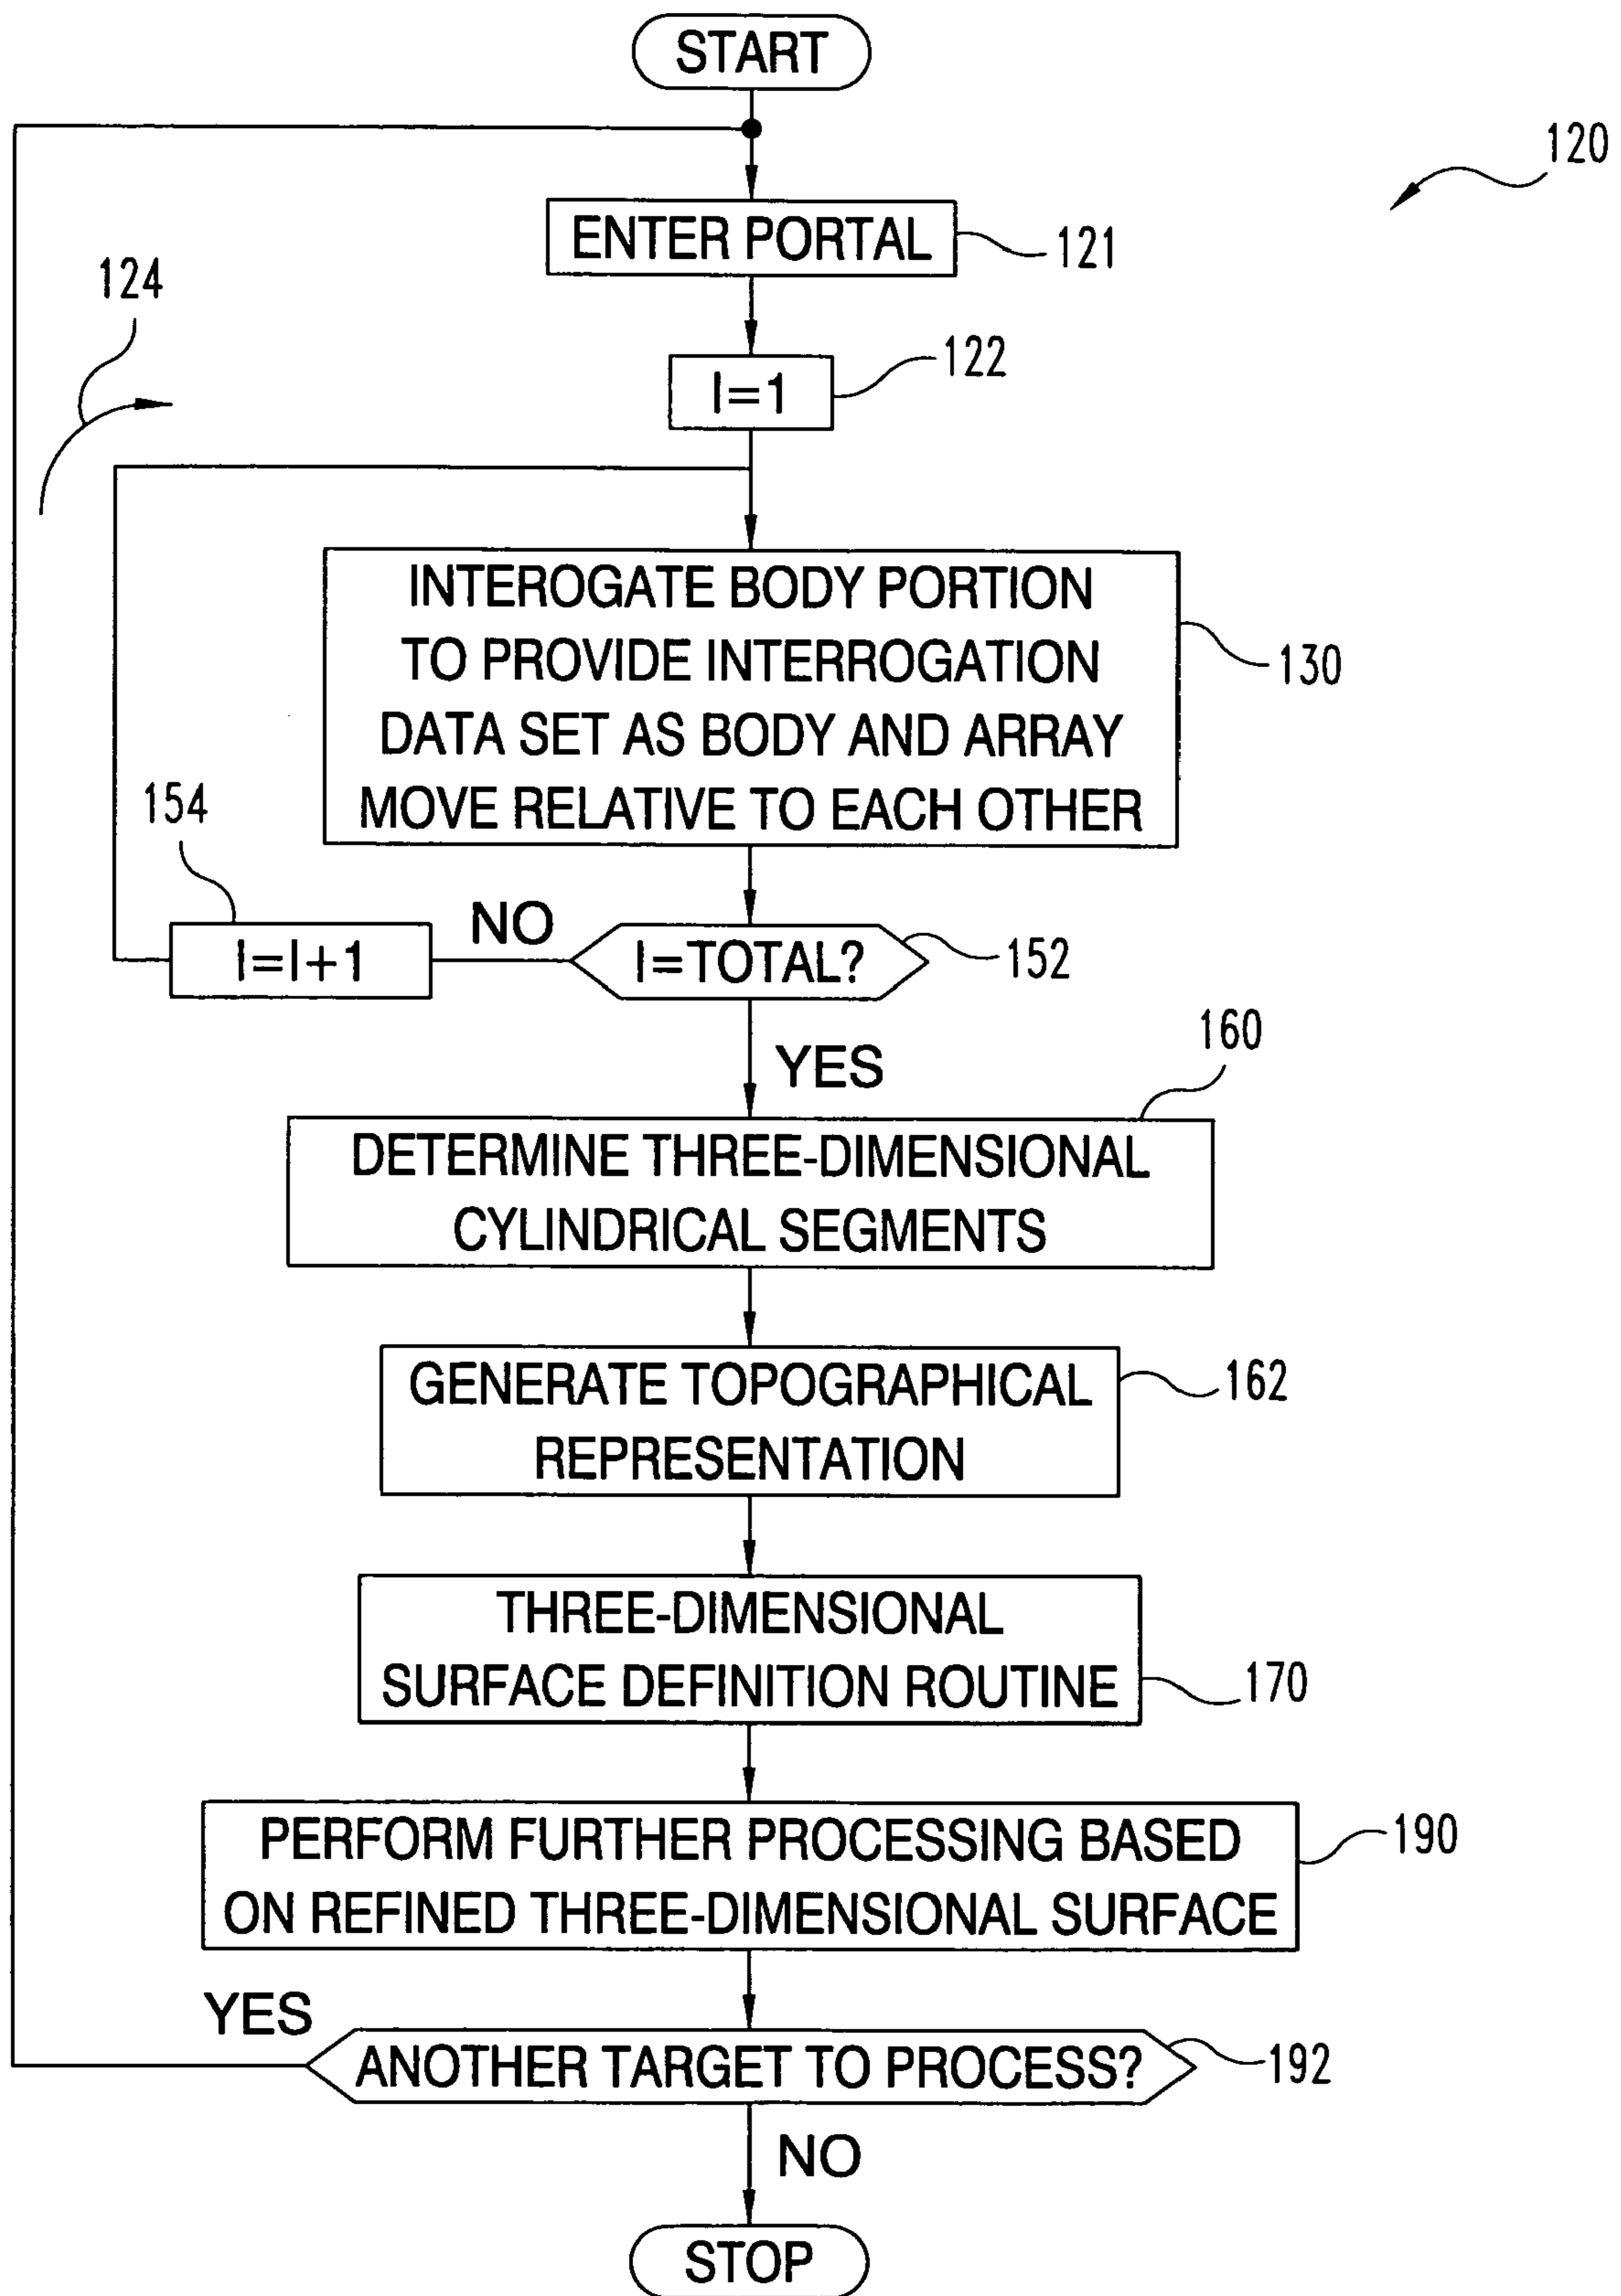 START
120
ENTER PORTAL
121
124
I=1
122
INTEROGATE BODY PORTION
TO PROVIDE INTERROGATION
DATA SET AS BODY AND ARRAY
MOVE RELATIVE TO EACH OTHER
130
154
I=I+1
NO
I=TOTAL?
152
YES
160
DETERMINE THREE-DIMENSIONAL
CYLINDRICAL SEGMENTS
GENERATE TOPOGRAPHICAL
REPRESENTATION
162
THREE-DIMENSIONAL
SURFACE DEFINITION ROUTINE
170
PERFORM FURTHER PROCESSING BASED
ON REFINED THREE-DIMENSIONAL SURFACE
190
YES
ANOTHER TARGET TO PROCESS?
192
NO
STOP